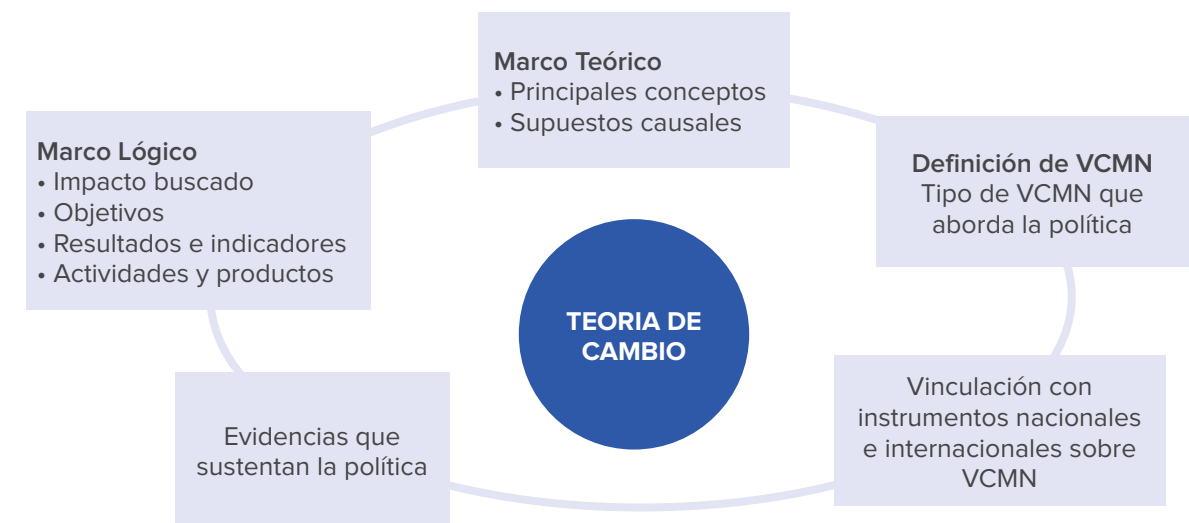 Marco Teórico
• Principales conceptos
• Supuestos causales
Marco Lógico
• Impacto buscado
• Objetivos
• Resultados e indicadores
• Actividades y productos
Definición de VCMN
Tipo de VCMN que
aborda la política
TEORIA DE
CAMBIO
Vinculación con
instrumentos nacionales
e internacionales sobre
VCMN
Evidencias que
sustentan la política